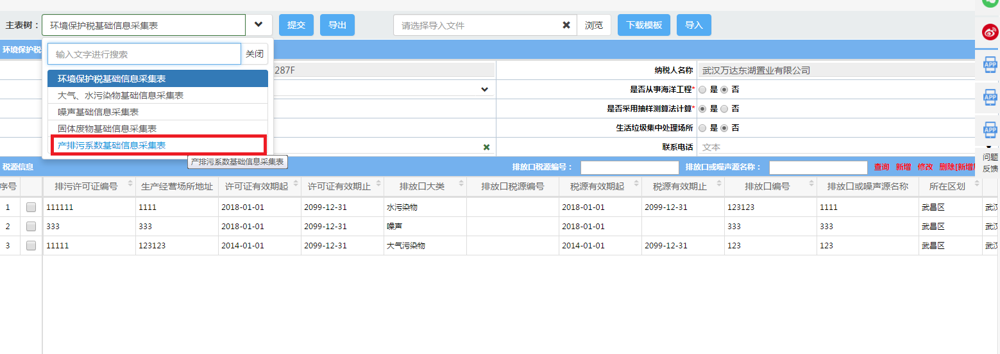 主表树： 环境保护税基础信息采集表 提交 导出 请选择导入文件 浏览 下载模板 导入
环境保护税
输入文字进行搜索 关闭
环境保护税基础信息采集表
大气、水污染物基础信息采集表
噪声基础信息采集表
固体废物基础信息采集表
产排污系数基础信息采集表
产排污系数基础信息采集表
287F 纳税人名称 武汉万达东湖置业有限公司
是否从事海洋工程* 是 否
是否采用抽样测算法计算* 是 否
生活垃圾集中处理场所 是 否
联系电话 文本
APP
APP
APP
问题
反馈
税源信息 排放口税源编号： 排放口或噪声源名称： 查询 新增 修改 删除[新增
序号 排污许可证编号 生产经营场所地址 许可证有效期起 许可证有效期止 排放口大类 排放口税源编号 税源有效期起 税源有效期止 排放口编号 排放口或噪声源名称 所在区划
1 111111 1111 2018-01-01 2099-12-31 水污染物 2018-01-01 2099-12-31 123123 1111 武昌区 武汉
2 333 333 2018-01-01 2099-12-31 噪声 2018-01-01 333 333 武昌区 武汉
3 11111 123123 2014-01-01 2099-12-31 大气污染物 2014-01-01 2099-12-31 123 123 武昌区 武汉